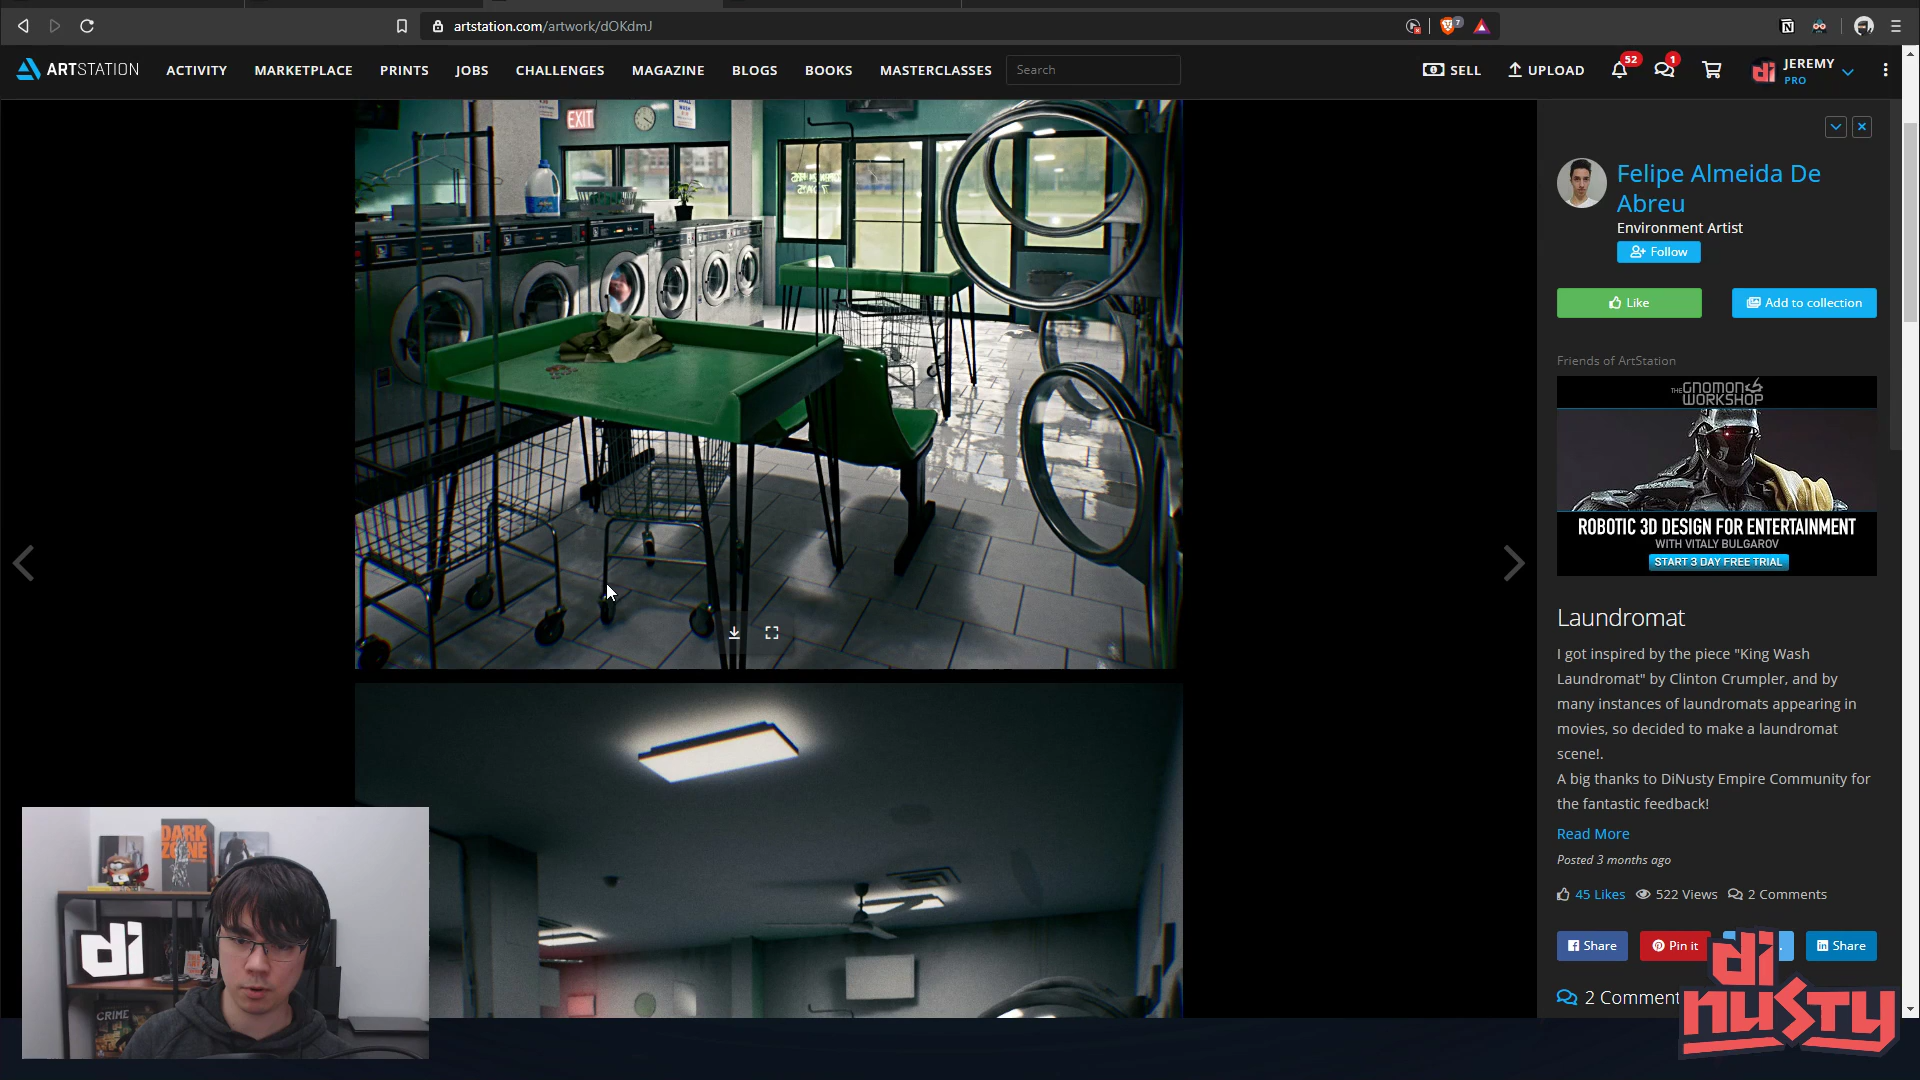 artstation.com/artwork/dOKdmJ
7
ARTSTATION
ACTIVITY
MARKETPLACE
PRINTS
JOBS
CHALLENGES
MAGAZINE
BLOGS
BOOKS
MASTERCLASSES
Search
SELL
UPLOAD
52
1
JEREMY
PRO
EXIT
Felipe Almeida De
Abreu
Environment Artist
Follow
Like
Add to collection
Friends of ArtStation
THE GNOMON
WORKSHOP
ROBOTIC 3D DESIGN FOR ENTERTAINMENT
WITH VITALY BULGAROV
START 3 DAY FREE TRIAL
Laundromat
I got inspired by the piece "King Wash
Laundromat" by Clinton Crumpler, and by
many instances of laundromats appearing in
movies, so decided to make a laundromat
scene!.
A big thanks to DiNusty Empire Community for
the fantastic feedback!
Read More
Posted 3 months ago
45 Likes
522 Views
2 Comments
Share
Pin it
Share
2 Comment
di
nusty
DARK
ZONE
di
CRIME